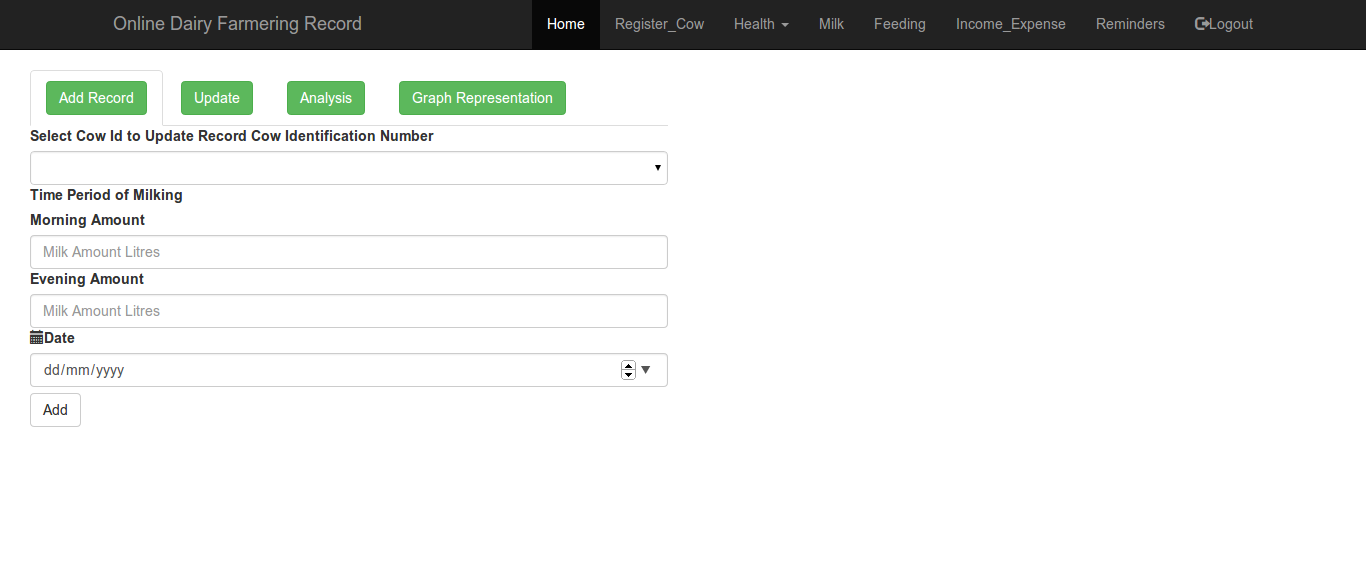 Online Dairy Farmering Record Home Register_Cow Health Milk Feeding Income_Expense Reminders Logout
Add Record Update Analysis Graph Representation
Select Cow Id to Update Record Cow Identification Number
Time Period of Milking
Morning Amount
Milk Amount Litres
Evening Amount
Milk Amount Litres
Date
dd/mm/yyyy
Add